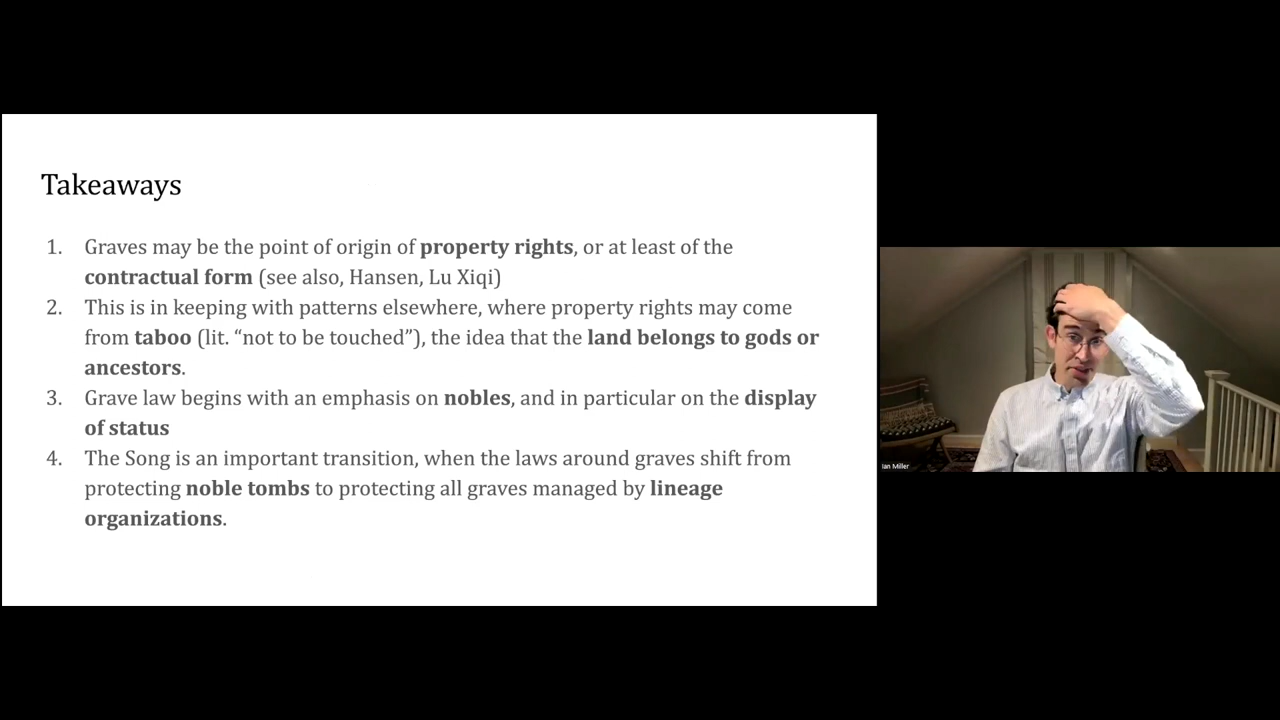 Takeaways
1. Graves may be the point of origin of property rights, or at least of the
contractual form (see also, Hansen, Lu Xiqi)
2. This is in keeping with patterns elsewhere, where property rights may come
from taboo (lit. “not to be touched”), the idea that the land belongs to gods or
ancestors.
3. Grave law begins with an emphasis on nobles, and in particular on the display
of status
4. The Song is an important transition, when the laws around graves shift from
protecting noble tombs to protecting all graves managed by lineage
organizations.
Ian Miller